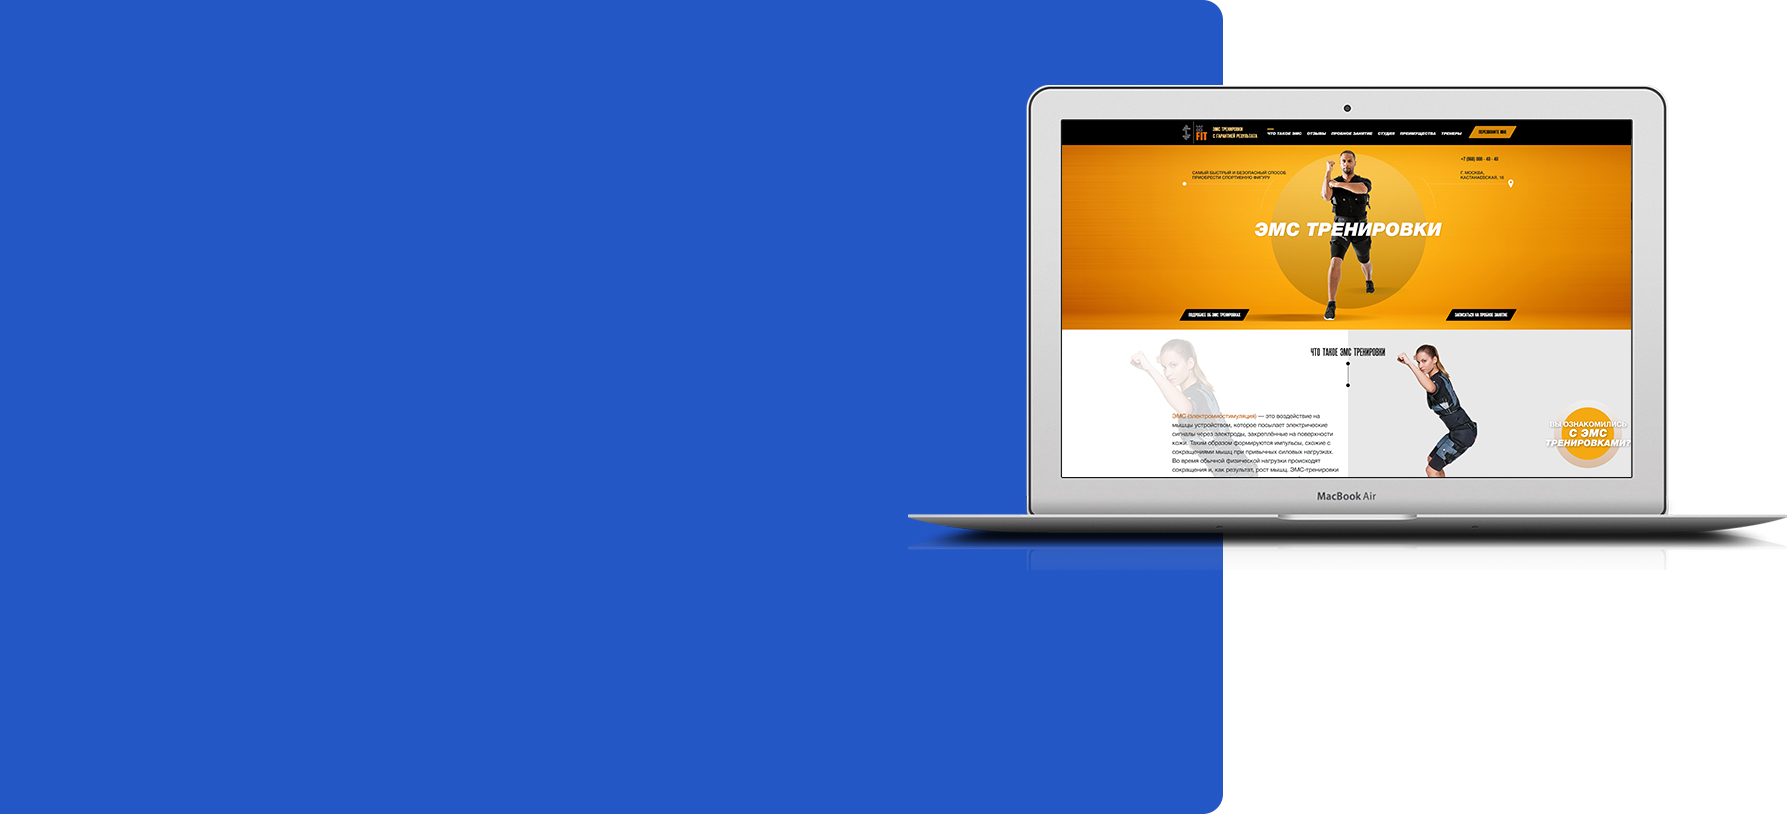 FIT
ЭМС ТРЕНИРОВКИ
С ГАРАНТИЕЙ РЕЗУЛЬТАТА
ЧТО ТАКОЕ ЭМС ОТЗЫВЫ ПРОБНОЕ ЗАНЯТИЕ СТУДИЯ ПРЕИМУЩЕСТВА ТРЕНЕРЫ
ПЕРЕЗВОНИТЕ МНЕ
САМЫЙ БЫСТРЫЙ И БЕЗОПАСНЫЙ СПОСОБ
ПРИОБРЕСТИ СПОРТИВНУЮ ФИГУРУ
Г. МОСКВА,
КАСТАНАЕВСКАЯ, 16
ЭМС ТРЕНИРОВКИ
ПОДРОБНЕЕ ОБ ЭМС ТРЕНИРОВКАХ
ЗАПИСАТЬСЯ НА ПРОБНОЕ ЗАНЯТИЕ
ЧТО ТАКОЕ ЭМС ТРЕНИРОВКИ
ЭМС (электромиостимуляция) — это воздействие на
мышцы устройством, которое посылает электрические
сигналы через электроды, закреплённые на поверхности
кожи. Таким образом формируются импульсы, схожие с
сокращениями мышц при привычных силовых нагрузках.
Во время обычной физической нагрузки происходят
сокращения и, как результат, рост мышц. ЭМС-тренировки
ВЫ ОЗНАКОМИЛИСЬ
С ЭМС
ТРЕНИРОВКАМИ?
MacBook Air